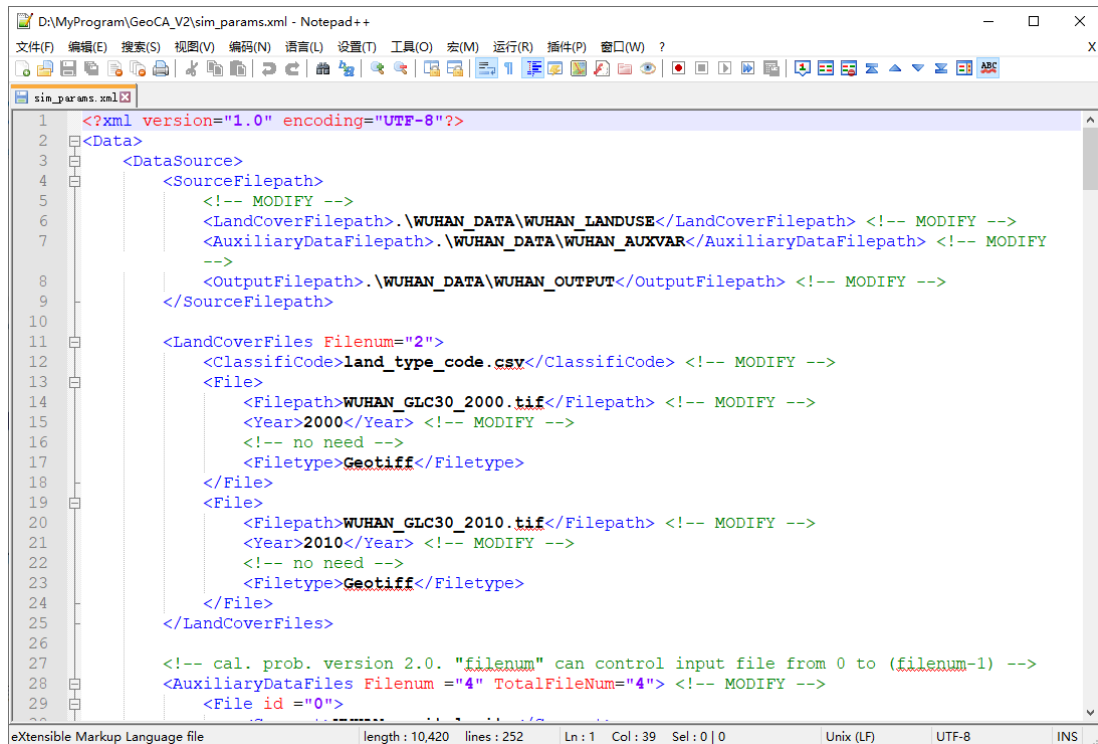 D:\MyProgram\GeoCA_V2\sim_params.xml - Notepad++
文件(F) 编辑(E) 搜索(S) 视图(V) 编码(N) 语言(L) 设置(T) 工具(O) 宏(M) 运行(R) 插件(P) 窗口(W) ? X
sim_params.xml
1 <?xml version="1.0" encoding="UTF-8"?>
2 <Data>
3 <DataSource>
4 <SourceFilepath>
5 <!-- MODIFY -->
6 <LandCoverFilepath>.\WUHAN_DATA\WUHAN_LANDUSE</LandCoverFilepath> <!-- MODIFY -->
7 <AuxiliaryDataFilepath>.\WUHAN_DATA\WUHAN_AUXVAR</AuxiliaryDataFilepath> <!-- MODIFY
-->
8 <OutputFilepath>.\WUHAN_DATA\WUHAN_OUTPUT</OutputFilepath> <!-- MODIFY -->
9 </SourceFilepath>
10
11 <LandCoverFiles Filenum="2">
12 <ClassifiCode>land_type_code.csv</ClassifiCode> <!-- MODIFY -->
13 <File>
14 <Filepath>WUHAN_GLC30_2000.tif</Filepath> <!-- MODIFY -->
15 <Year>2000</Year> <!-- MODIFY -->
16 <!-- no need -->
17 <Filetype>Geotiff</Filetype>
18 </File>
19 <File>
20 <Filepath>WUHAN_GLC30_2010.tif</Filepath> <!-- MODIFY -->
21 <Year>2010</Year> <!-- MODIFY -->
22 <!-- no need -->
23 <Filetype>Geotiff</Filetype>
24 </File>
25 </LandCoverFiles>
26
27 <!-- cal. prob. version 2.0. "filenum" can control input file from 0 to (filenum-1) -->
28 <AuxiliaryDataFiles Filenum ="4" TotalFileNum="4"> <!-- MODIFY -->
29 <File id ="0">
eXtensible Markup Language file length : 10,420 lines : 252 Ln : 1 Col : 39 Sel : 0 | 0 Unix (LF) UTF-8 INS